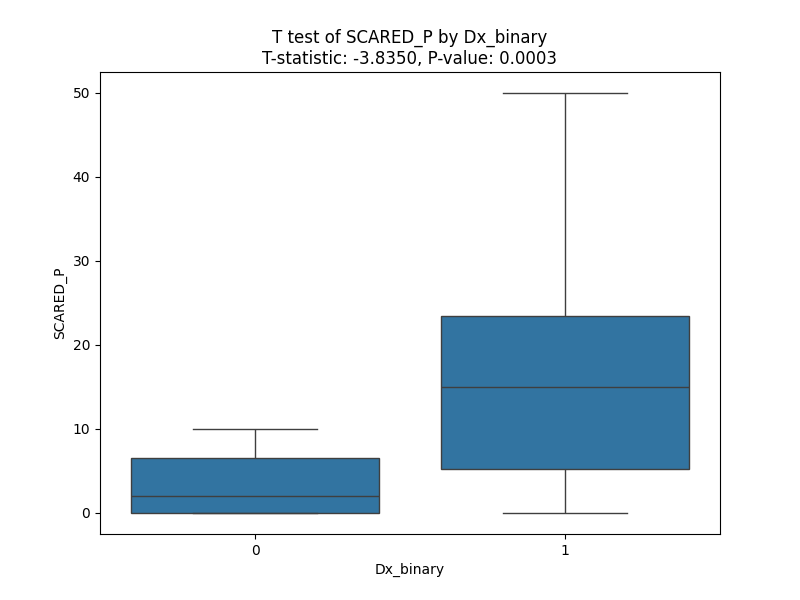 T test of SCARED_P by Dx_binary
T-statistic: -3.8350, P-value: 0.0003
50
40
30
20
10
0
SCARED_P
0 1
Dx_binary